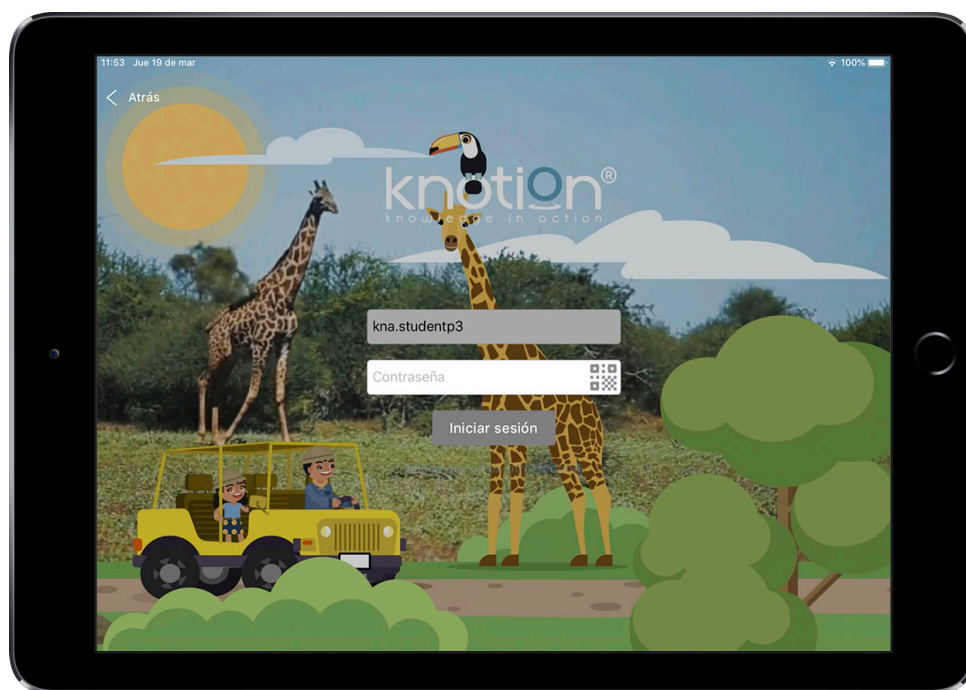 11:53 Jue 19 de mar
100%
Atrás
knotion®
knowledge in action
kna.studentp3
Contraseña
Iniciar sesión